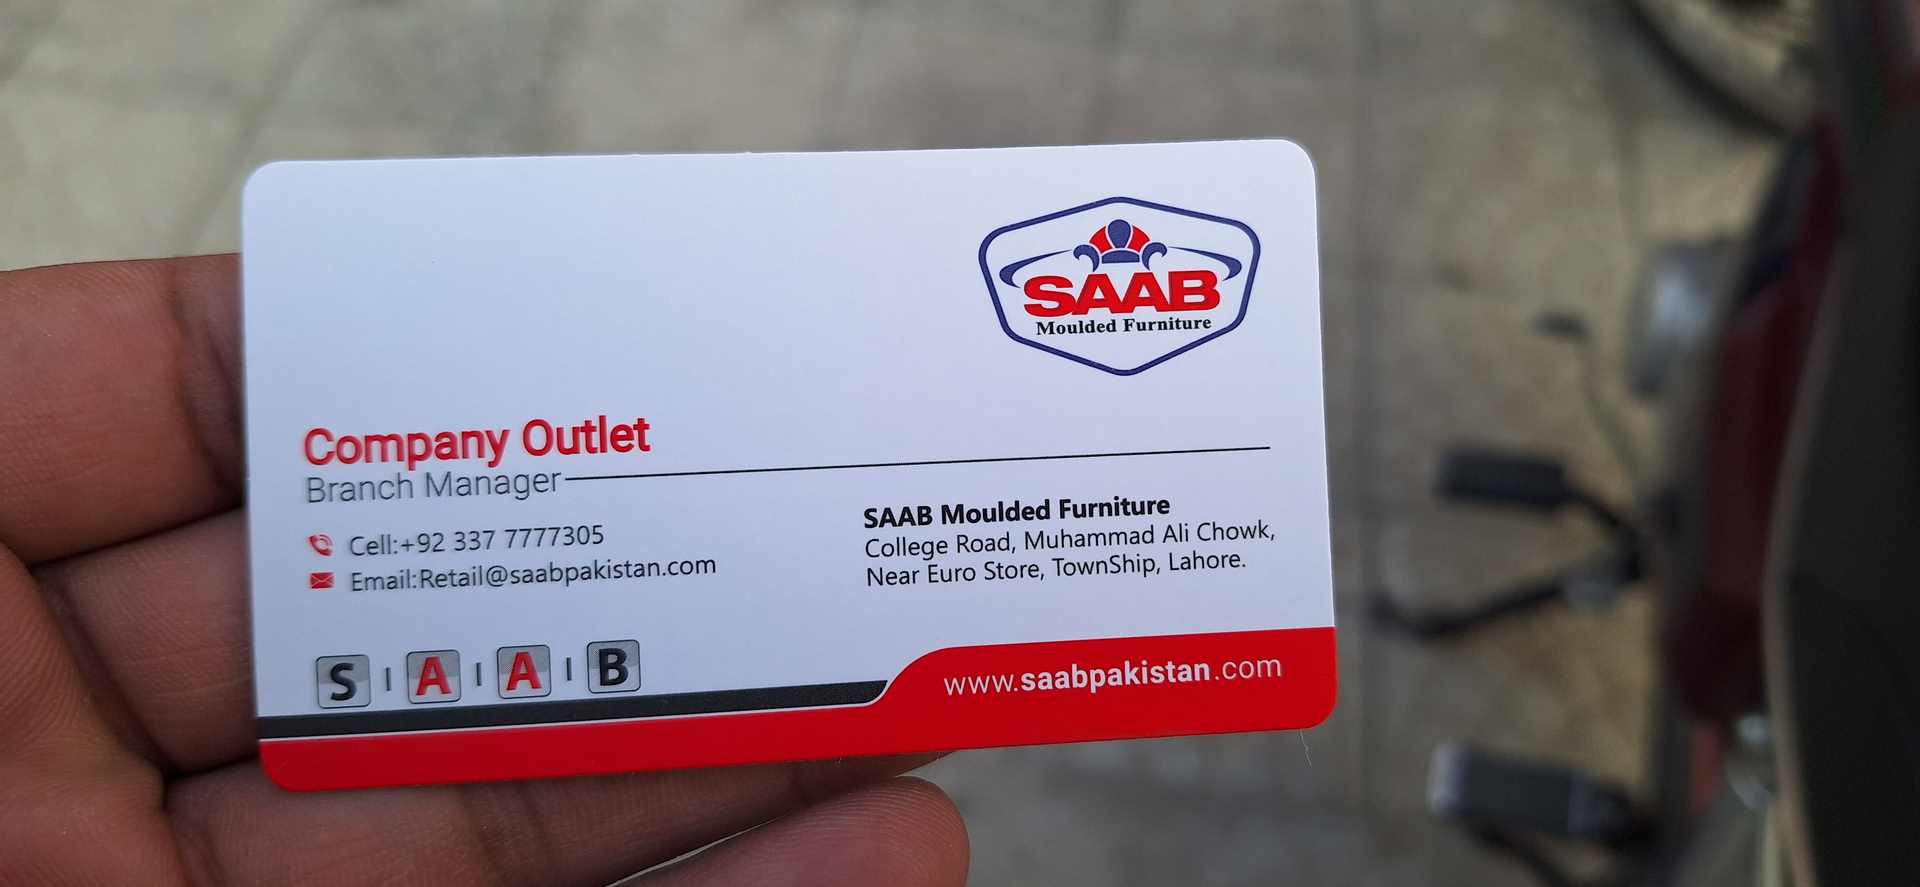 SAAB
Moulded Furniture
Company Outlet
Branch Manager
Cell:+92 337 7777305
Email:Retail@saabpakistan.com
SAAB Moulded Furniture
College Road, Muhammad Ali Chowk,
Near Euro Store, TownShip, Lahore.
S | A | A | B
www.saabpakistan.com